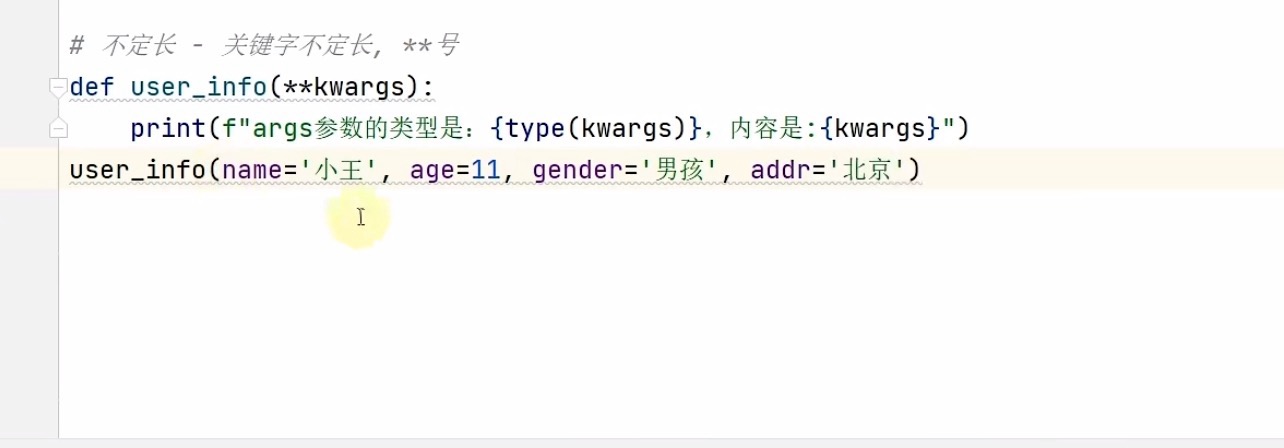 # 不定长 - 关键字不定长, **号
def user_info(**kwargs):
    print(f"args参数的类型是：{type(kwargs)}，内容是:{kwargs}")
user_info(name='小王', age=11, gender='男孩', addr='北京')